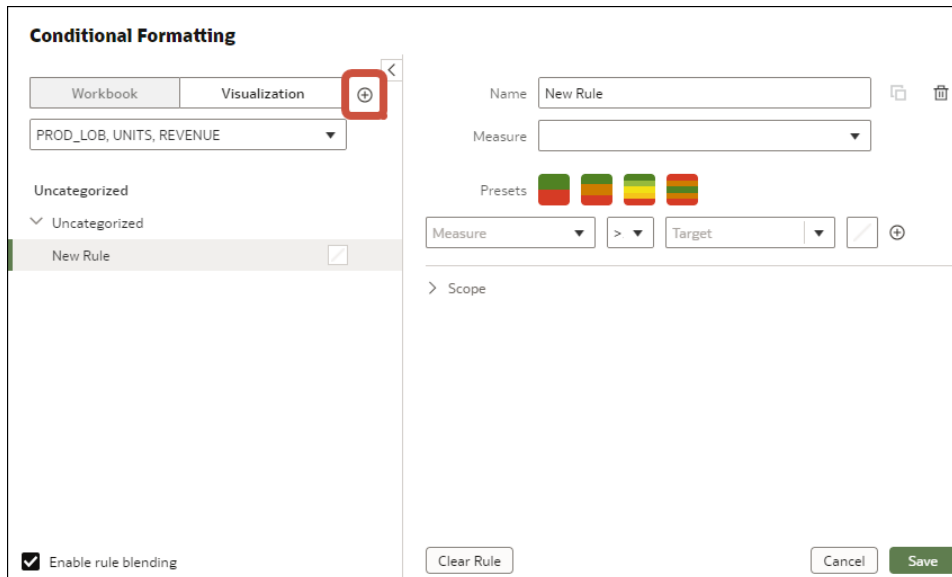 Conditional Formatting
Workbook
Visualization
PROD_LOB, UNITS, REVENUE
Uncategorized
Uncategorized
New Rule
Enable rule blending
Name New Rule
Measure
Presets
Measure > Target
Scope
Clear Rule
Cancel
Save